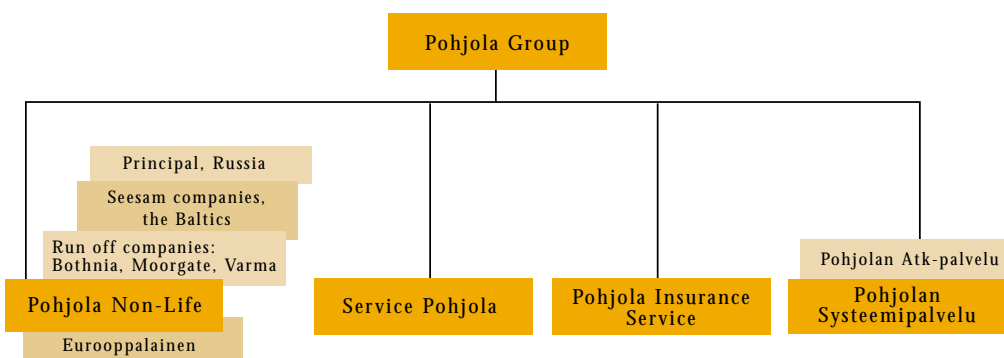 Pohjola Group
Principal, Russia
Seesam companies,
the Baltics
Run off companies:
Bothnia, Moorgate, Varma
Pohjola Non-Life
Eurooppalainen
Service Pohjola
Pohjola Insurance
Service
Pohjolan Atk-palvelu
Pohjolan
Systeemipalvelu